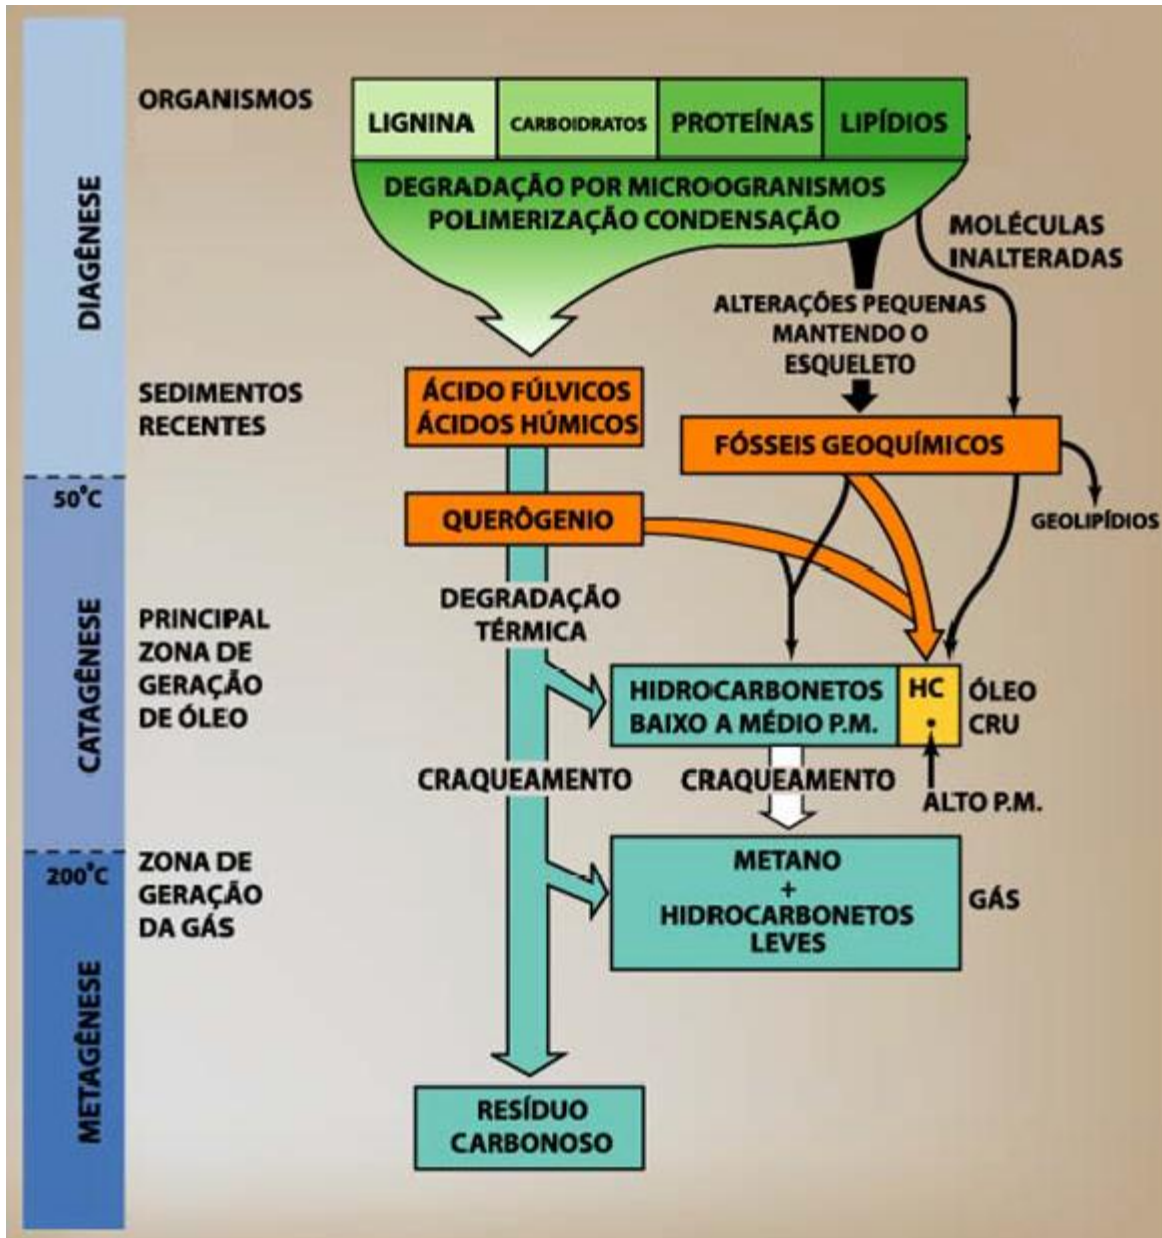 ORGANISMOS
LIGNINA
CARBOIDRATOS
PROTEÍNAS
LIPÍDIOS
DEGRADAÇÃO POR MICROOGRANISMOS
POLIMERIZAÇÃO CONDENSAÇÃO
MOLÉCULAS
INALTERADAS
DIAGÊNESE
ALTERAÇÕES PEQUENAS
MANTENDO O
ESQUELETO
SEDIMENTOS
RECENTES
ÁCIDO FÚLVICOS
ÁCIDOS HÚMICOS
FÓSSEIS GEOQUÍMICOS
GEOLIPÍDIOS
50°C
QUERÔGENIO
CATAGÊNESE
PRINCIPAL
ZONA DE
GERAÇÃO
DE ÓLEO
DEGRADAÇÃO
TÉRMICA
HIDROCARBONETOS
BAIXO A MÉDIO P.M.
HC
•
ÓLEO
CRU
CRAQUEAMENTO
CRAQUEAMENTO
ALTO P.M.
200°C
ZONA DE
GERAÇÃO
DA GÁS
METANO
+
HIDROCARBONETOS
LEVES
GÁS
METAGÊNESE
RESÍDUO
CARBONOSO